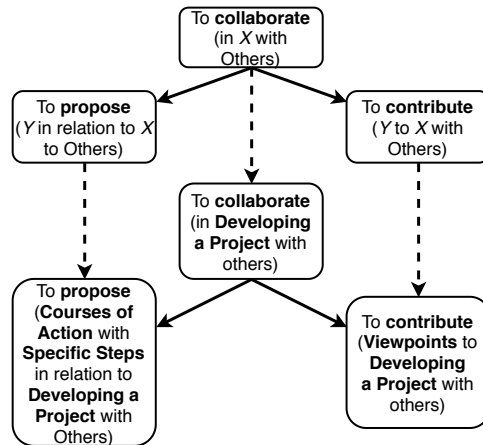 To collaborate
(in X with
Others)
To propose
(Y in relation to X
to Others)
To contribute
(Y to X with
Others)
To collaborate
(in Developing
a Project with
others)
To
propose
(Courses of
Action with
Specific Steps
in relation to
Developing a
Project with
Others)
To contribute
(Viewpoints to
Developing
a Project with
others)